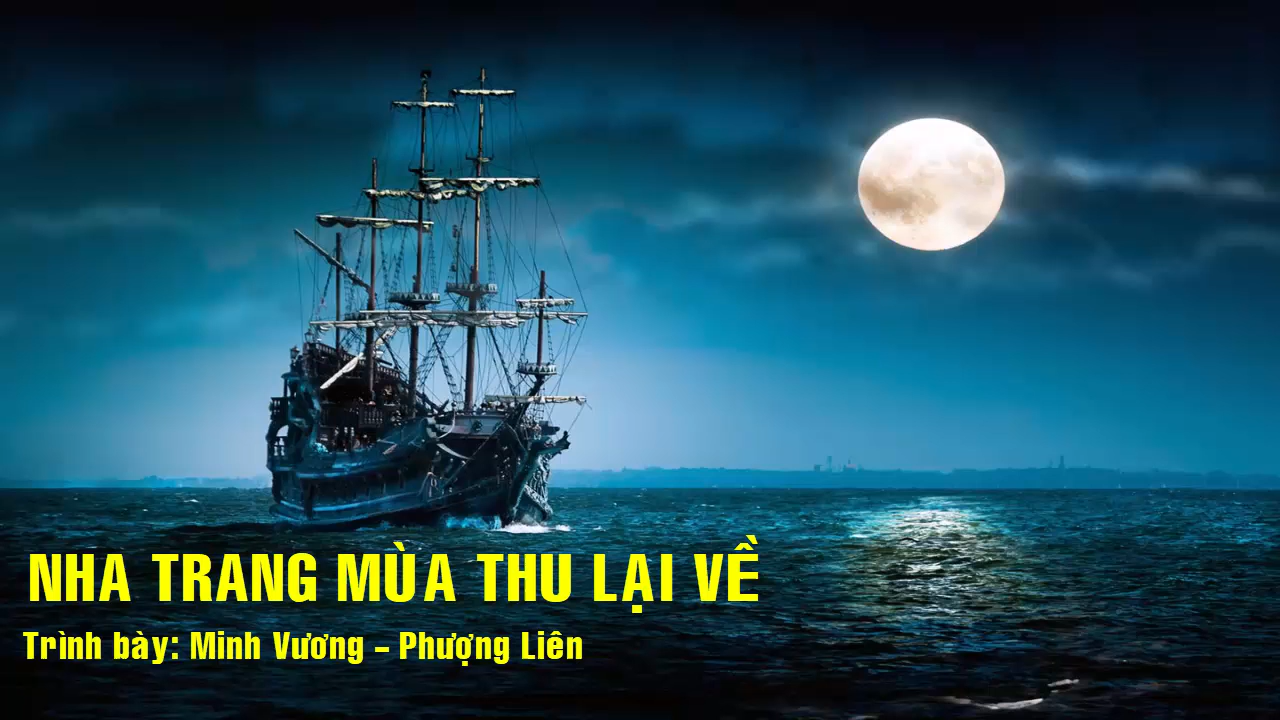 NHA TRANG MÙA THU LẠI VỀ
Trình bày: Minh Vương - Phượng Liên